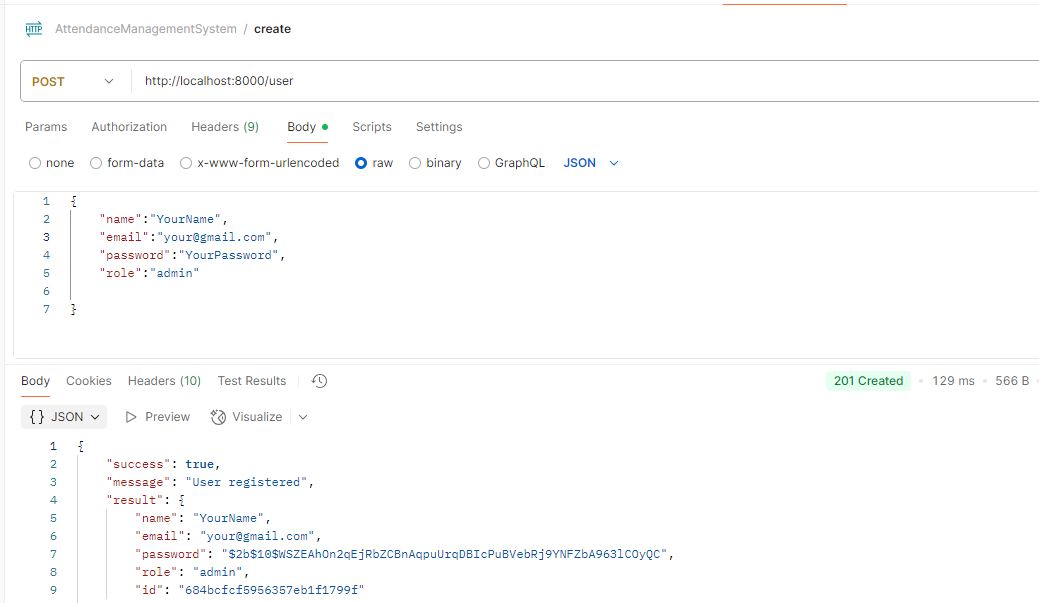 HTTP AttendanceManagementSystem / create
POST http://localhost:8000/user
Params Authorization Headers (9) Body Scripts Settings
none form-data x-www-form-urlencoded raw binary GraphQL JSON
1 {
2 "name":"YourName",
3 "email":"your@gmail.com",
4 "password":"YourPassword",
5 "role":"admin"
6
7 }
Body Cookies Headers (10) Test Results 201 Created 129 ms 566 B
{} JSON Preview Visualize
1 {
2 "success": true,
3 "message": "User registered",
4 "result": {
5 "name": "YourName",
6 "email": "your@gmail.com",
7 "password": "$2b$10$WSZEAhOn2qEjRbZCBnAqpuUrqDBIcPuBVebRj9YNFZbA963lCOyQC",
8 "role": "admin",
9 "id": "684bcfcf5956357eb1f1799f"